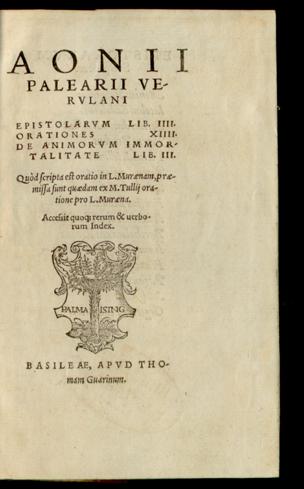 AONII
PALEARII VE-
RVLANI
EPISTOLARVM LIB. IIII.
ORATIONES XIIII.
DE ANIMORVM IMMOR-
TALITATE LIB. III.
Quòd scripta est oratio in L. Murænam, præ-
missa sunt quædam ex M. Tullij ora-
tione pro L. Muræna.
Accessit quoq; rerum & uerbo-
rum Index.
PALMA ISING
BASILEAE, APVD THO-
mam Guarinum.